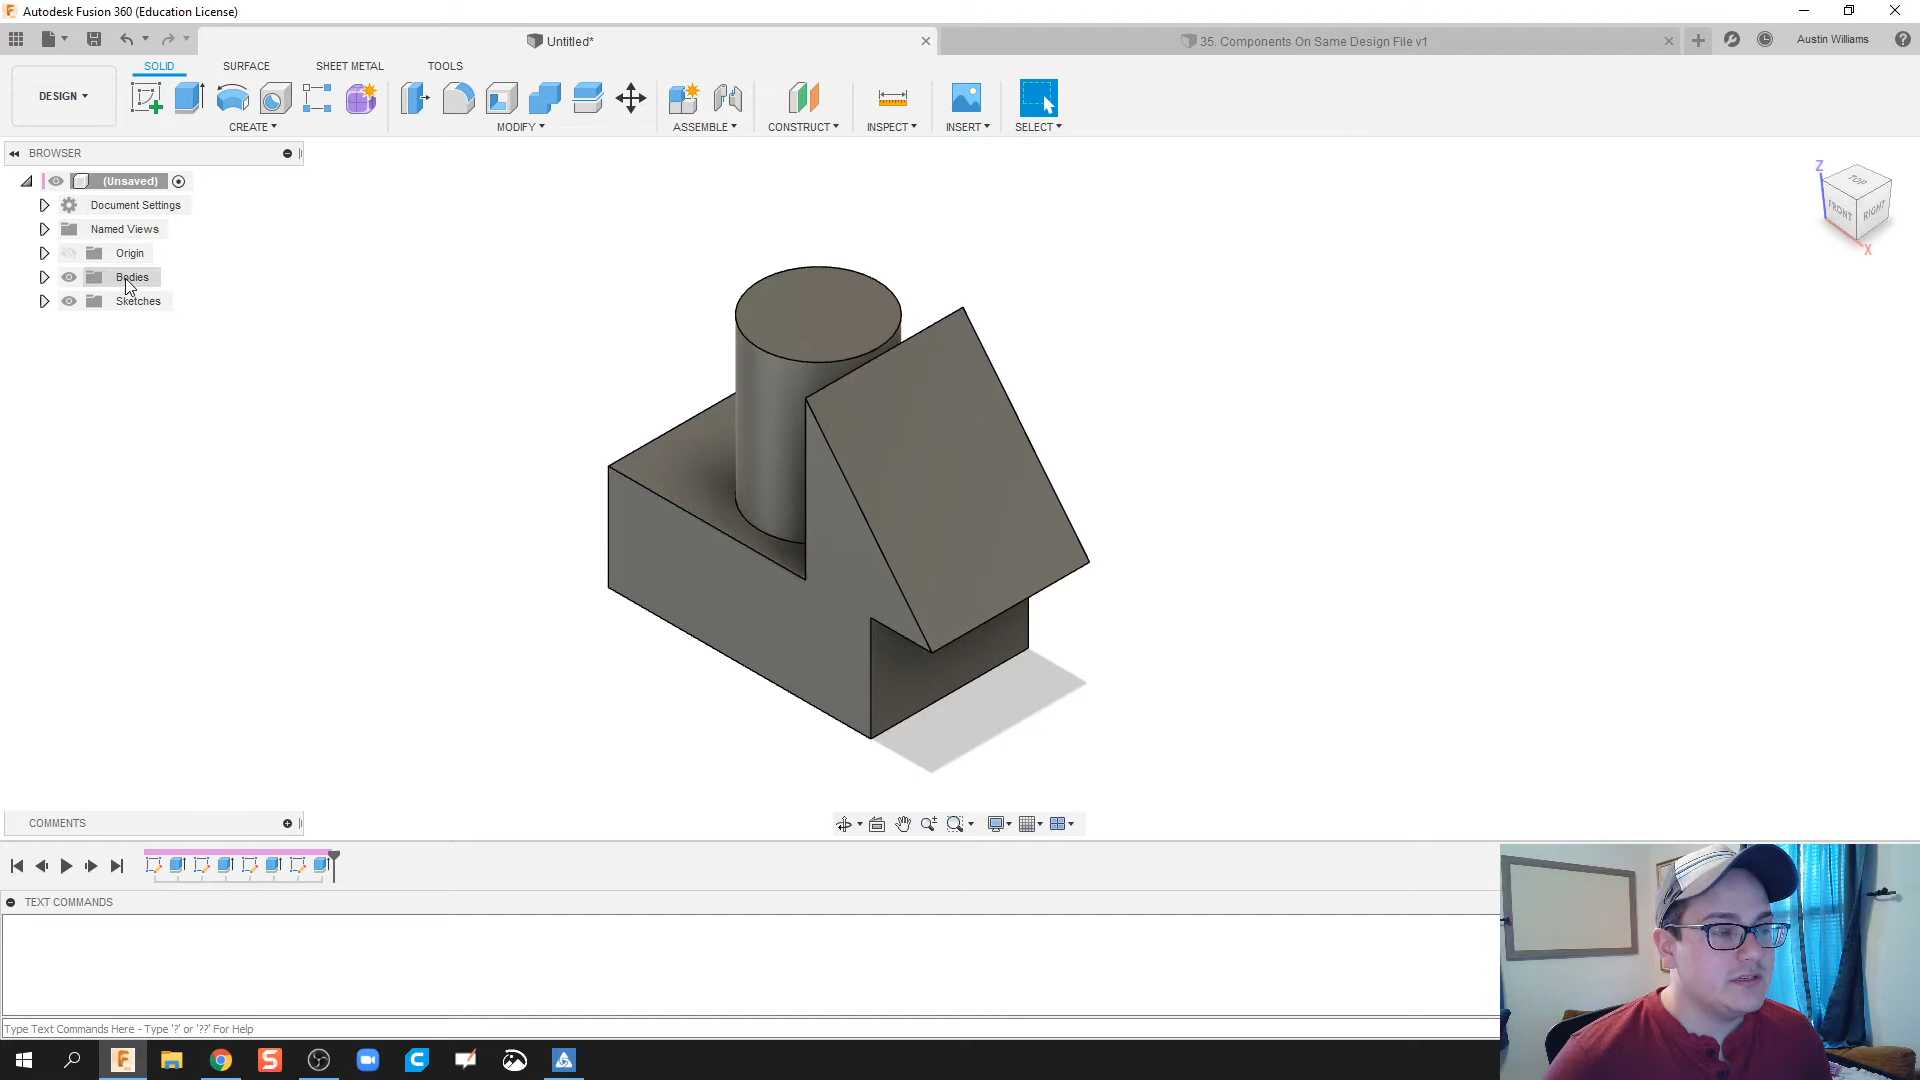 Autodesk Fusion 360 (Education License)
Untitled*
35. Components On Same Design File v1
Austin Williams
SOLID
SURFACE
SHEET METAL
TOOLS
DESIGN
CREATE
MODIFY
ASSEMBLE
CONSTRUCT
INSPECT
INSERT
SELECT
BROWSER
(Unsaved)
Document Settings
Named Views
Origin
Bodies
Sketches
Z
TOP
FRONT
RIGHT
X
COMMENTS
TEXT COMMANDS
Type Text Commands Here - Type '?' or '??' For Help